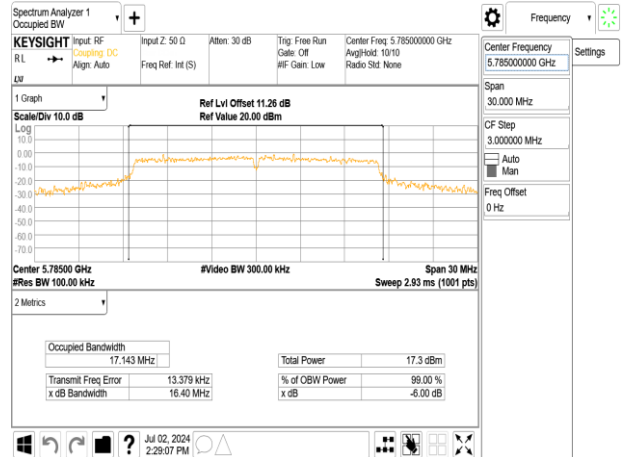 Spectrum Analyzer 1
Occupied BW
Frequency
KEYSIGHT
Input: RF
Input Z: 50 Ω
Atten: 30 dB
Trig: Free Run
Center Freq: 5.785000000 GHz
RL
Coupling: DC
Gate: Off
Avg|Hold: 10/10
Align: Auto
Freq Ref: Int (S)
#IF Gain: Low
Radio Std: None
LXI
Center Frequency
5.785000000 GHz
Settings
Span
30.000 MHz
CF Step
3.000000 MHz
Auto
Man
Freq Offset
0 Hz
1 Graph
Ref Lvl Offset 11.26 dB
Scale/Div 10.0 dB
Ref Value 20.00 dBm
Log
10.0
0.00
-10.0
-20.0
-30.0
-40.0
-50.0
-60.0
-70.0
Center 5.78500 GHz
#Video BW 300.00 kHz
Span 30 MHz
#Res BW 100.00 kHz
Sweep 2.93 ms (1001 pts)
2 Metrics
Occupied Bandwidth
17.143 MHz
Total Power
17.3 dBm
Transmit Freq Error
13.379 kHz
% of OBW Power
99.00 %
x dB Bandwidth
16.40 MHz
x dB
-6.00 dB
?
Jul 02, 2024
2:29:07 PM